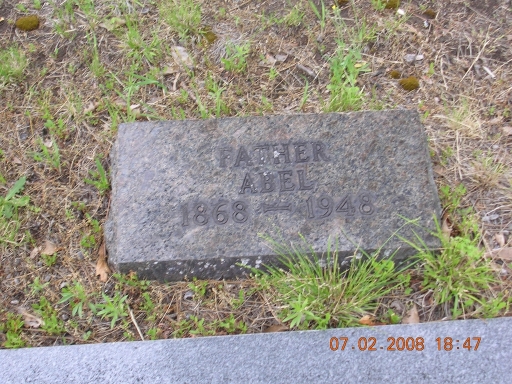 FATHER
ABEL
1868 — 1948
07.02.2008 18:47